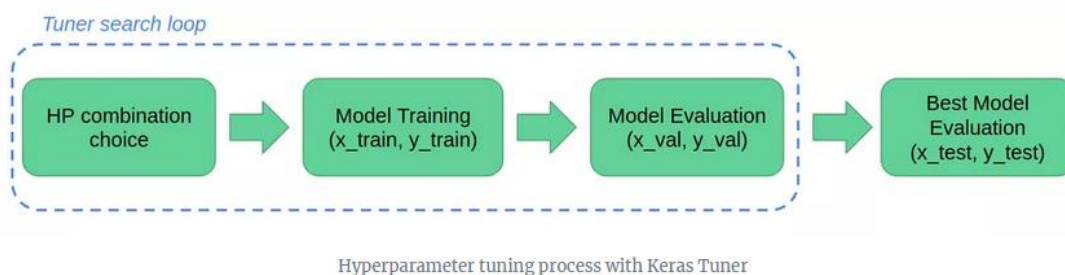 Tuner search loop
HP combination
choice
Model Training
(x_train, y_train)
Model Evaluation
(x_val, y_val)
Best Model
Evaluation
(x_test, y_test)
Hyperparameter tuning process with Keras Tuner